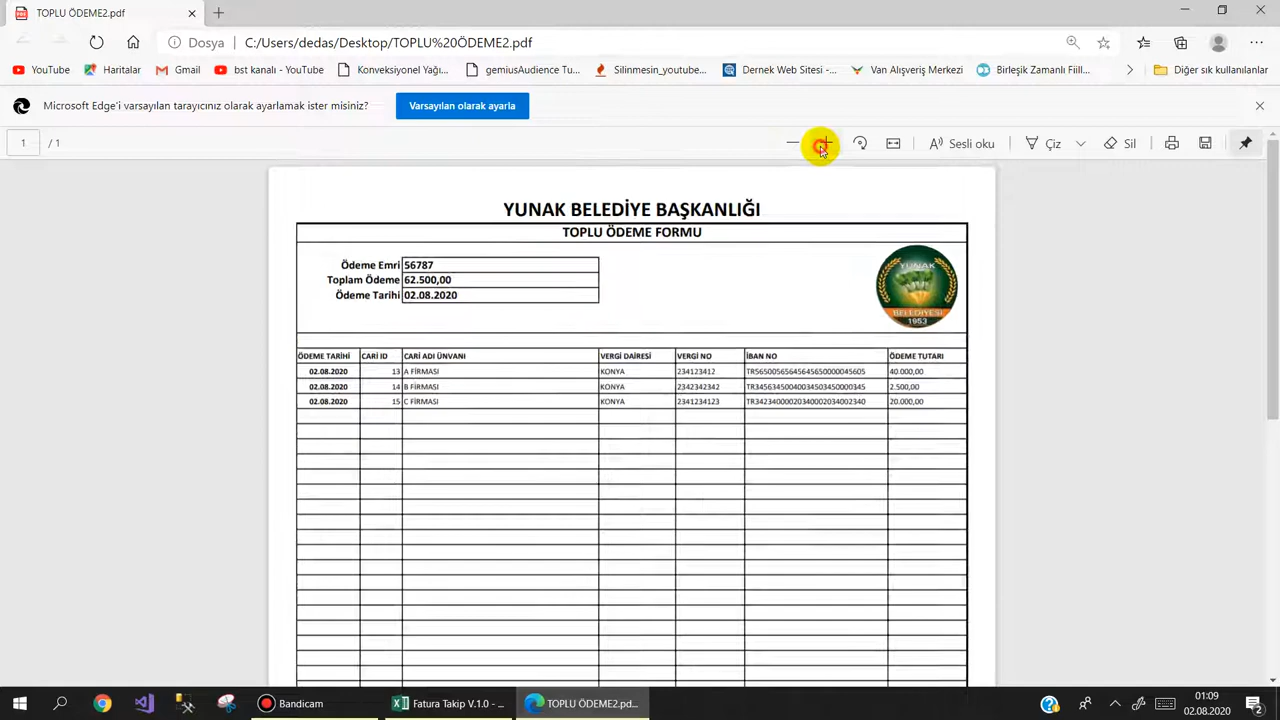 TOPLU ÖDEME2.pdf
Dosya C:/Users/dedas/Desktop/TOPLU%20ÖDEME2.pdf
YouTube Haritalar Gmail bst kanalı - YouTube Konveksiyonel Yağı... gemiusAudience Tu... Silinmesin_youtube... Dernek Web Sitesi -... Van Alışveriş Merkezi Birleşik Zamanlı Fiill... Diğer sık kullanılanlar
Microsoft Edge'i varsayılan tarayıcınız olarak ayarlamak ister misiniz? Varsayılan olarak ayarla
1 / 1 Sesli oku Çiz Sil
YUNAK BELEDİYE BAŞKANLIĞI
TOPLU ÖDEME FORMU
Ödeme Emri 56787
Toplam Ödeme 62.500,00
Ödeme Tarihi 02.08.2020
YUNAK
BELEDİYESİ
1953
ÖDEME TARİHİ CARİ ID CARİ ADI ÜNVANI VERGİ DAİRESİ VERGİ NO İBAN NO ÖDEME TUTARI
02.08.2020 13 A FİRMASI KONYA 234123412 40.000,00
02.08.2020 14 B FİRMASI KONYA 2342342342 2.500,00
02.08.2020 15 C FİRMASI KONYA 2341234123 20.000,00
Bandicam Fatura Takip V.1.0 - ... TOPLU ÖDEME2.pd...
01:09
02.08.2020
2